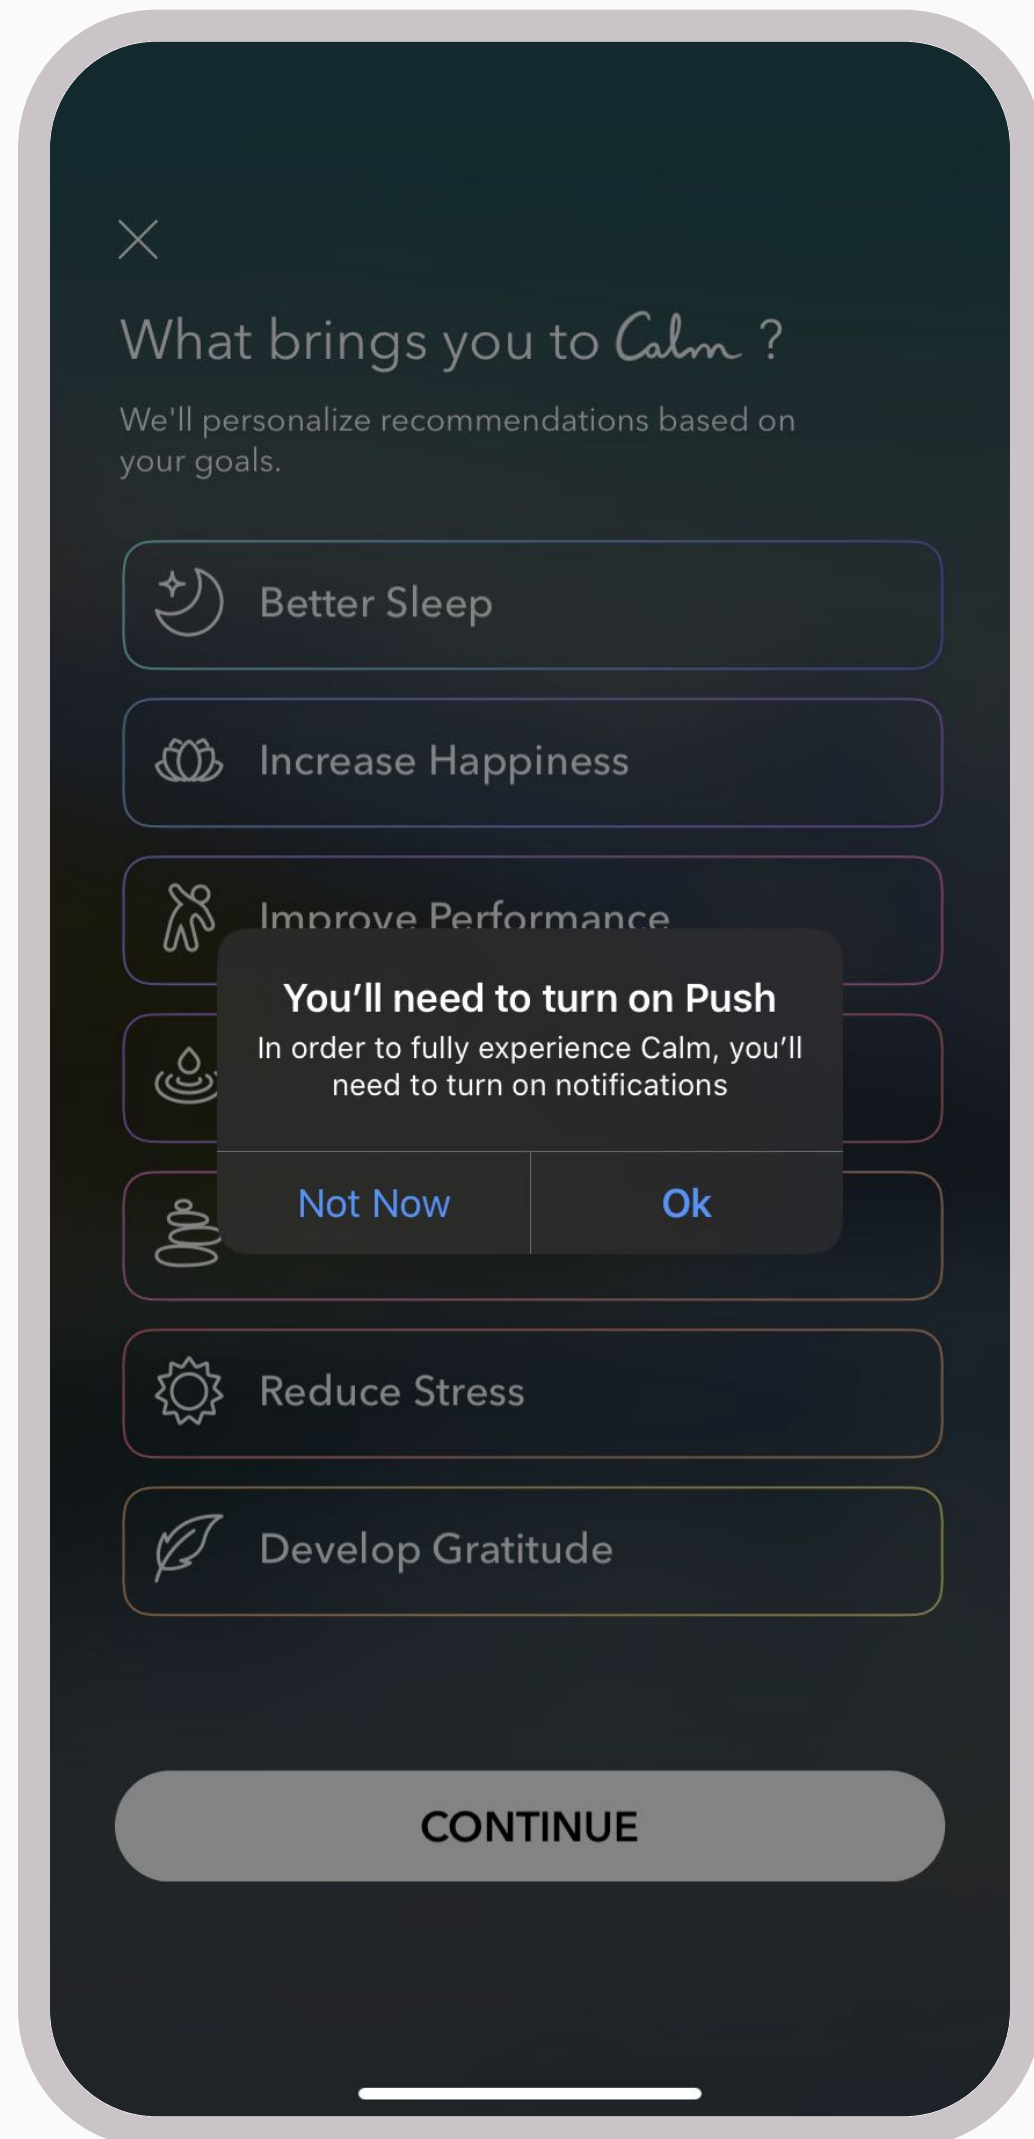 What brings you to Calm ?
We'll personalize recommendations based on
your goals.
Better Sleep
Increase Happiness
Improve Performance
You’ll need to turn on Push
In order to fully experience Calm, you’ll
need to turn on notifications
Not Now
Ok
Reduce Stress
Develop Gratitude
CONTINUE